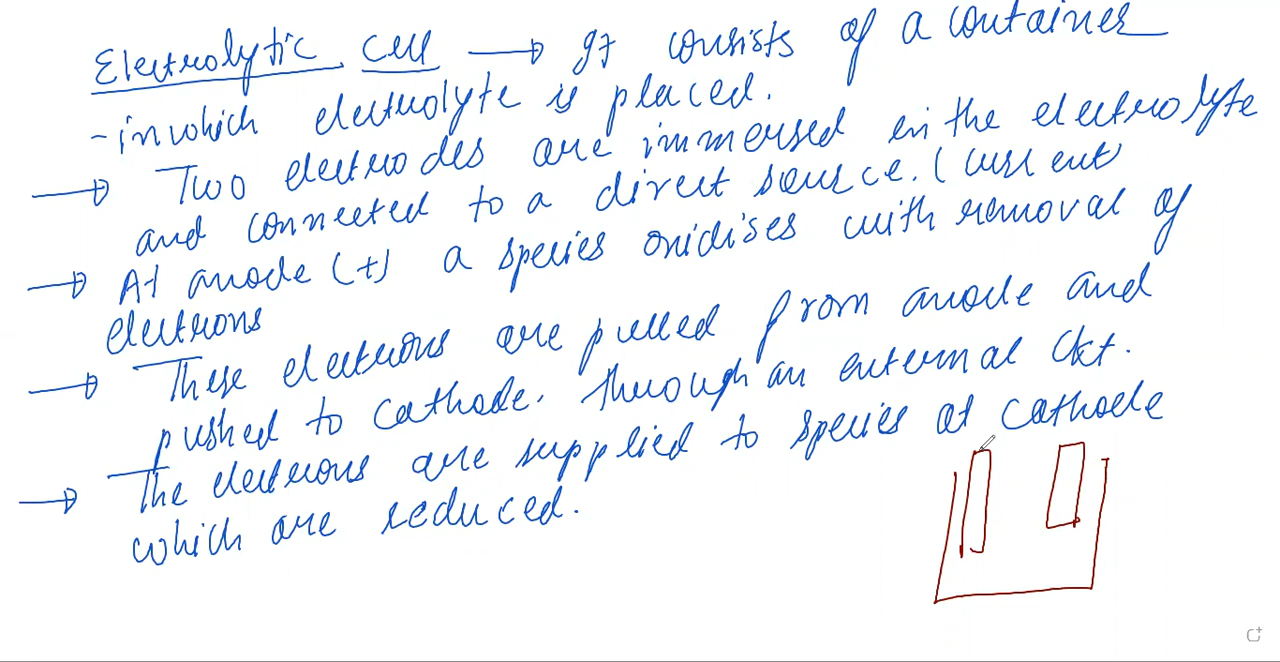 Electrolytic cell → It consists of a container
- in which electrolyte is placed.
→ Two electrodes are immersed in the electrolyte
and connected to a direct source. (current)
→ At anode (+) a species oxidises with removal of
electrons
→ These electrons are pulled from anode and
pushed to cathode. through an external Ckt.
→ The electrons are supplied to species at cathode
which are reduced.